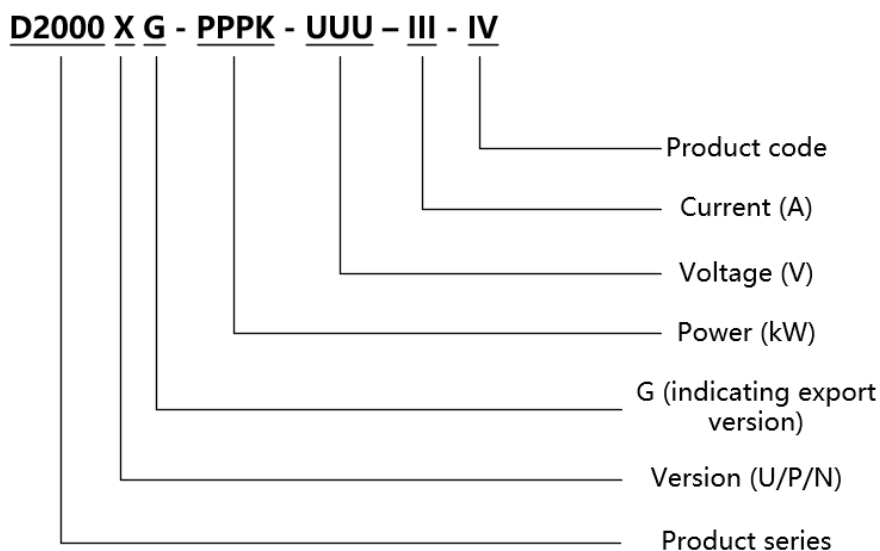 D2000 X G - PPPK - UUU – III - IV
Product code
Current (A)
Voltage (V)
Power (kW)
G (indicating export
version)
Version (U/P/N)
Product series